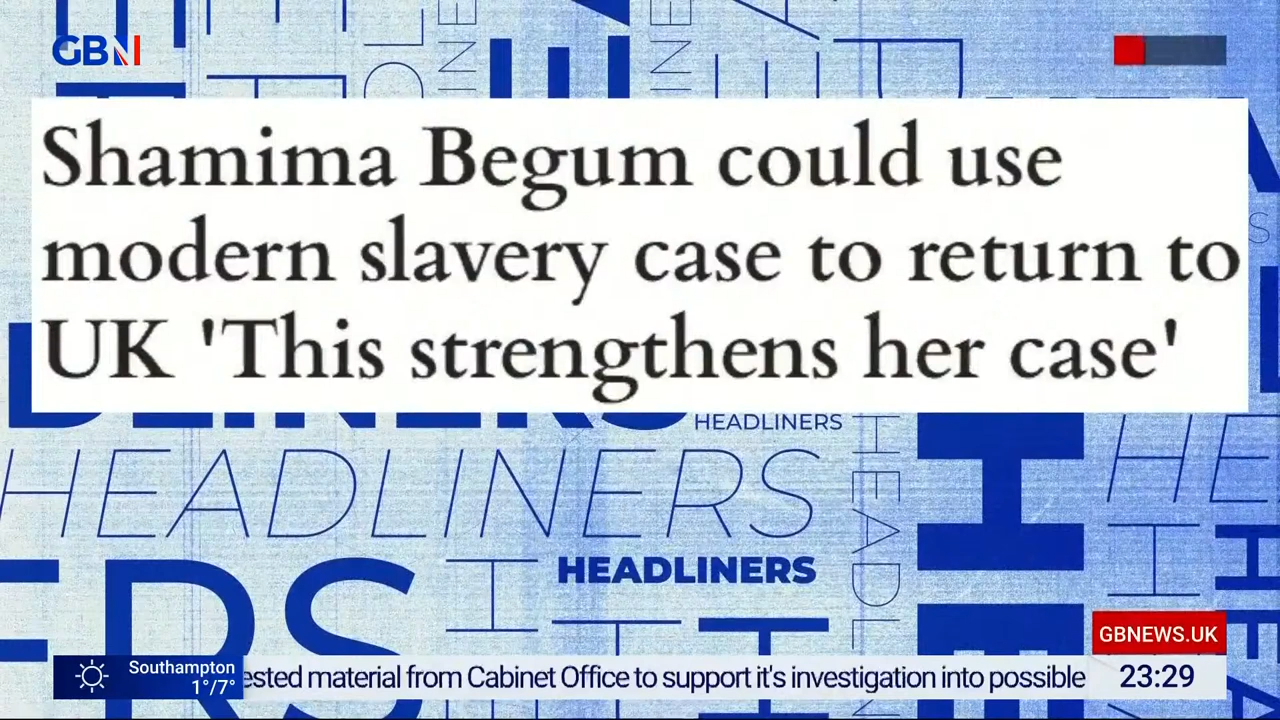 GBN
Shamima Begum could use
modern slavery case to return to
UK 'This strengthens her case'
HEADLINERS
HEADLINERS
HEADLINERS
GBNEWS.UK
Southampton
1°/7°
ested material from Cabinet Office to support it's investigation into possible
23:29